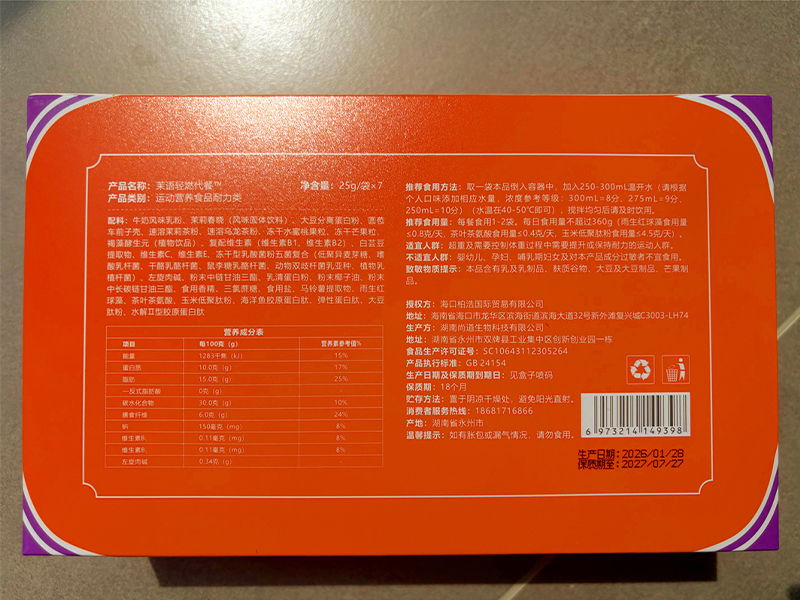 产品名称：茉语轻燃代餐™ 净含量：25g/袋×7
产品类别：运动营养食品耐力类
配料：牛奶风味乳粉、茉莉春晓（风味固体饮料）、大豆分离蛋白粉、圆苞
车前子壳、速溶茉莉茶粉、速溶乌龙茶粉、冻干水蜜桃果粒、冻干芒果粒、
褐藻酵生元（植物饮品）、复配维生素（维生素B1、维生素B2）、白芸豆
提取物、维生素C、维生素E、冻干型乳酸菌粉五菌复合（低聚异麦芽糖、嗜
酸乳杆菌、干酪乳酪杆菌、鼠李糖乳酪杆菌、动物双歧杆菌乳亚种、植物乳
植杆菌）、左旋肉碱、粉末中链甘油三酯、乳清蛋白粉、粉末椰子油、粉末
中长碳链甘油三酯、食用香精、三氯蔗糖、食用盐、马铃薯提取物、雨生红
球藻、茶叶茶氨酸、玉米低聚肽粉、海洋鱼胶原蛋白肽、弹性蛋白肽、大豆
肽粉、水解II型胶原蛋白肽
营养成分表
项目 每100克（g） 营养素参考值%
能量 1283千焦（kJ） 15%
蛋白质 10.0克（g） 17%
脂肪 15.0克（g） 25%
—反式脂肪酸 0克（g）
碳水化合物 30.0克（g） 10%
膳食纤维 6.0克（g） 24%
钠 150毫克（mg） 8%
维生素B₁ 0.11毫克（mg） 8%
维生素B₂ 0.11毫克（mg） 8%
左旋肉碱 0.34克（g）
推荐食用方法：取一袋本品倒入容器中，加入250-300mL温开水（请根据
个人口味添加相应水量，浓度参考等级：300mL=8分，275mL=9分，
250mL=10分）（水温在40-50℃即可），搅拌均匀后请及时饮用。
推荐食用量：每餐食用1-2袋，每日食用量不超过360g（雨生红球藻食用量
≤0.8克/天、茶叶茶氨酸食用量≤0.4克/天、玉米低聚肽粉食用量≤4.5克/天）。
适宜人群：超重及需要控制体重过程中需要提升或保持耐力的运动人群。
不适宜人群：婴幼儿、孕妇、哺乳期妇女及对本产品成分过敏者不宜食用。
致敏物质提示：本品含有乳及乳制品、麸质谷物、大豆及大豆制品、芒果制
品。
授权方：海口柏浩国际贸易有限公司
地址：海南省海口市龙华区滨海街道滨海大道32号新外滩复兴城C3003-LH74
生产方：湖南尚道生物科技有限公司
地址：湖南省永州市双牌县工业集中区创新创业园一栋
食品生产许可证号：SC10643112305264
产品执行标准：GB 24154
生产日期及保质期到期日：见盒子喷码
保质期：18个月
贮存方法：置于阴凉干燥处，避免阳光直射。
消费者服务热线：18681716866
产地：湖南省永州市
温馨提示：如有胀包或漏气情况，请勿食用。
6 973214 149398
生产日期：2026/01/28
保质期至：2027/07/27